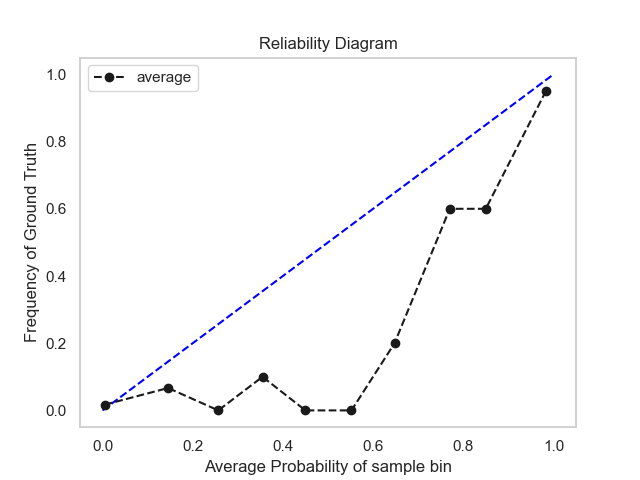 Reliability Diagram
average
1.0
0.8
0.6
0.4
0.2
0.0
Frequency of Ground Truth
0.0 0.2 0.4 0.6 0.8 1.0
Average Probability of sample bin